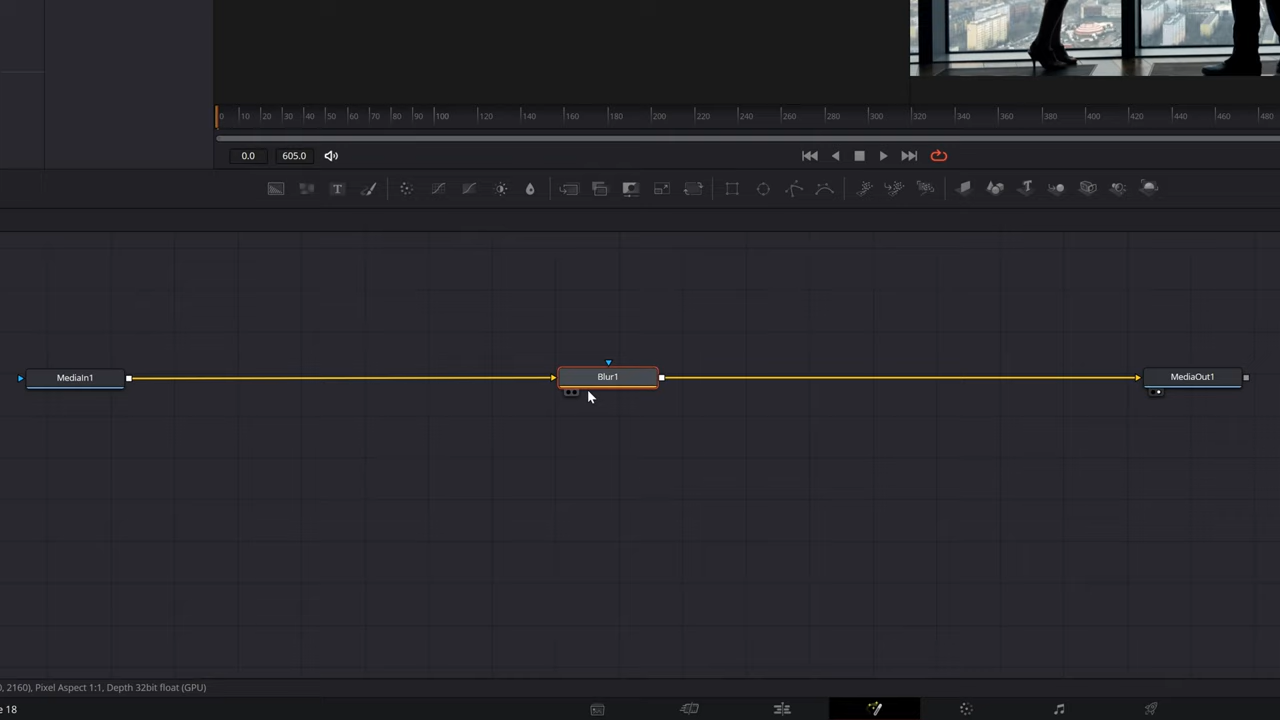 0 10 20 30 40 50 60 70 80 90 100 120 140 160 180 200 220 240 260 280 300 320 340 360 380 400 420 440 460 480
0.0 605.0
T
MediaIn1 Blur1 MediaOut1
, 2160), Pixel Aspect 1:1, Depth 32bit float (GPU)
e 18